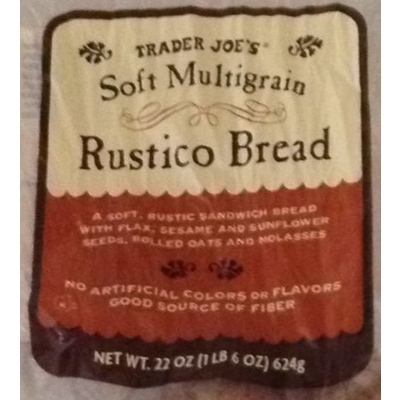 TRADER JOE'S®
Soft Multigrain
Rustico Bread
A SOFT, RUSTIC SANDWICH BREAD
WITH FLAX, SESAME AND SUNFLOWER
SEEDS, ROLLED OATS AND MOLASSES
NO ARTIFICIAL COLORS OR FLAVORS
GOOD SOURCE OF FIBER
NET WT. 22 OZ (1 LB 6 OZ) 624g